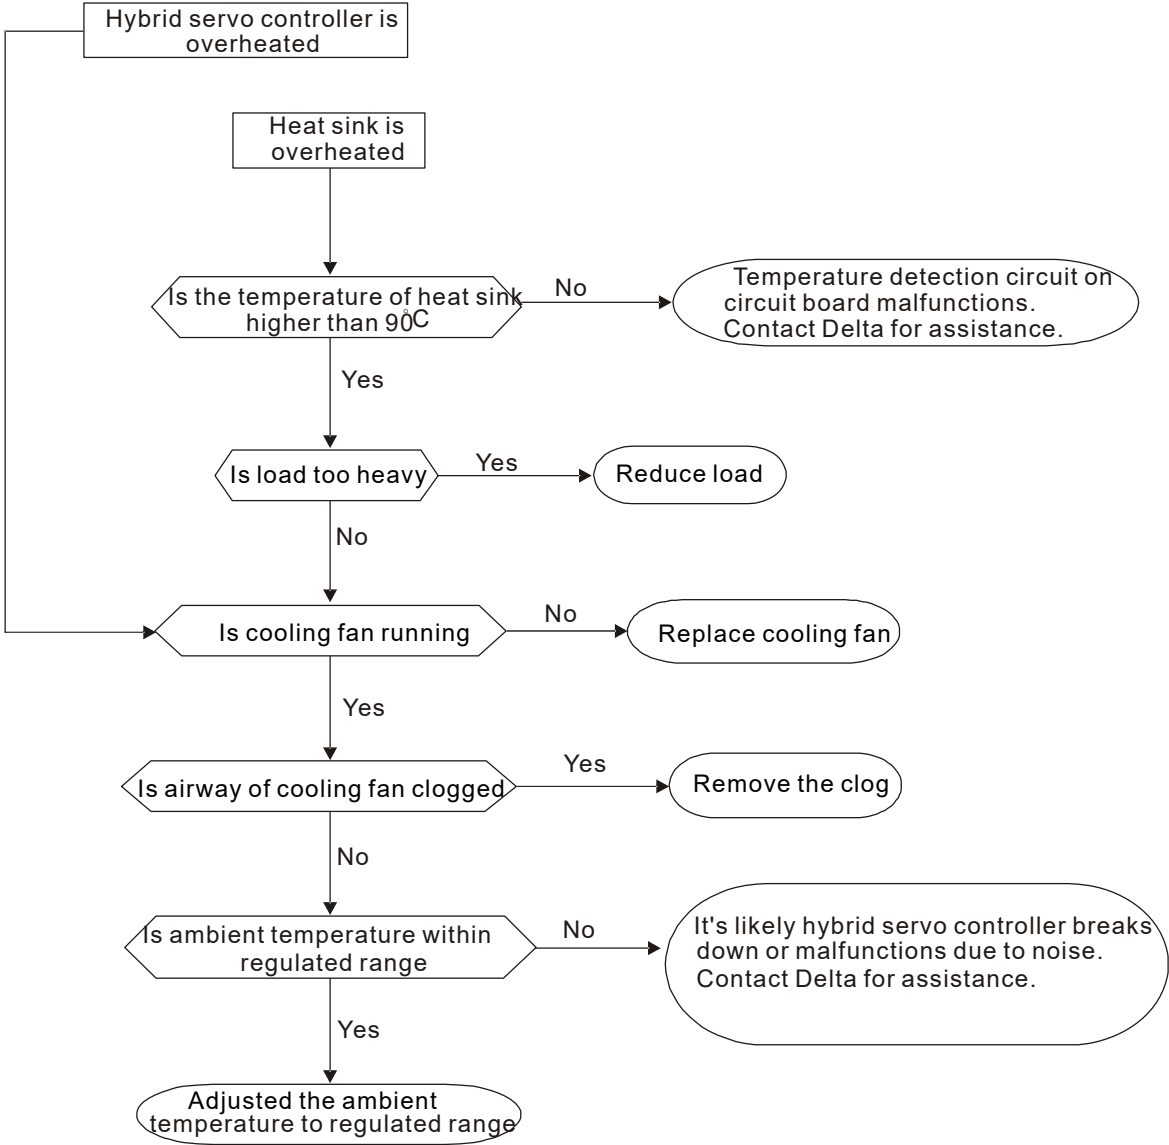 Hybrid servo controller is
overheated
Heat sink is
overheated
Is the temperature of heat sink
higher than 90℃
No
Temperature detection circuit on
circuit board malfunctions.
Contact Delta for assistance.
Yes
Is load too heavy
Yes
Reduce load
No
Is cooling fan running
No
Replace cooling fan
Yes
Is airway of cooling fan clogged
Yes
Remove the clog
No
Is ambient temperature within
regulated range
No
It's likely hybrid servo controller breaks
down or malfunctions due to noise.
Contact Delta for assistance.
Yes
Adjusted the ambient
temperature to regulated range